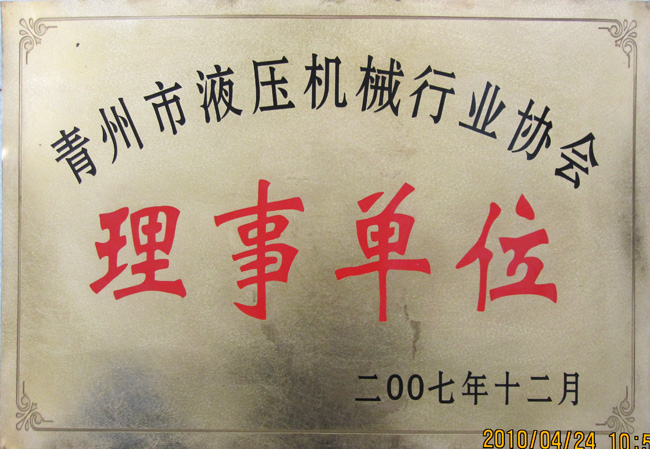 青州市液压机械行业协会
理事单位
二00七年十二月
2010/04/24 10:5